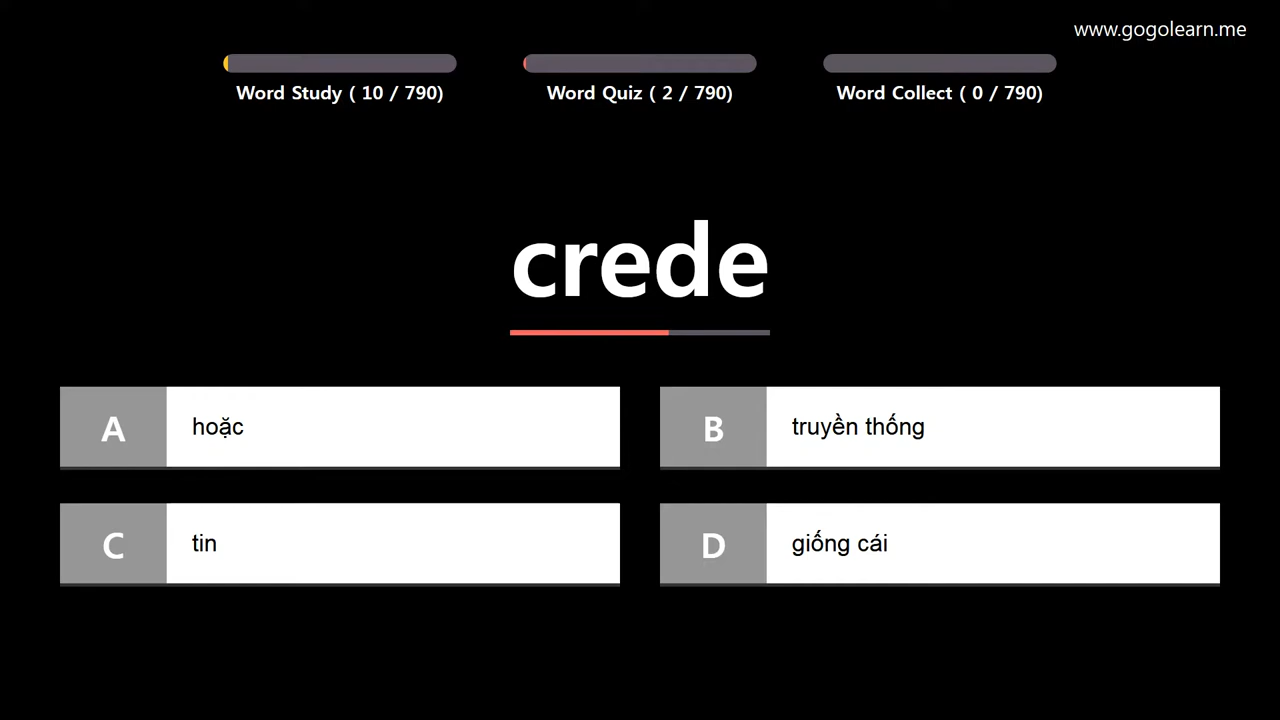 www.gogolearn.me
Word Study ( 10 / 790)
Word Quiz ( 2 / 790)
Word Collect ( 0 / 790)
crede
A
hoặc
B
truyền thống
C
tin
D
giống cái